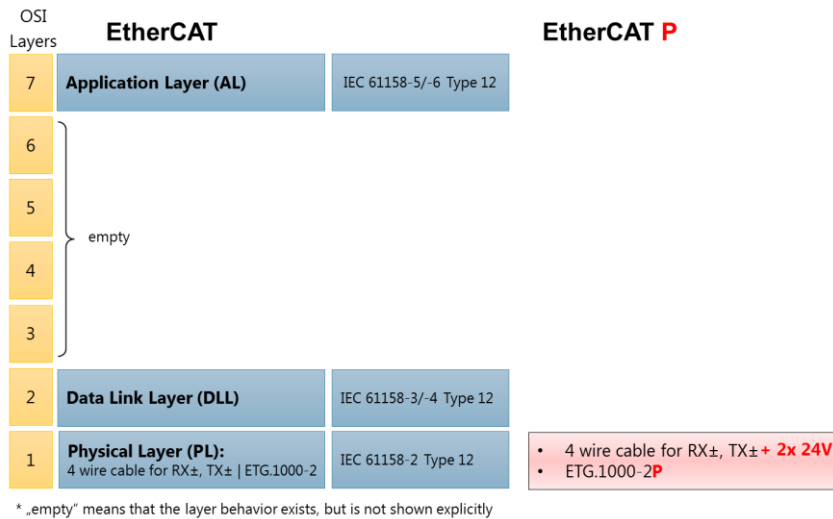 OSI
Layers
EtherCAT
EtherCAT P
7
Application Layer (AL)
IEC 61158-5/-6 Type 12
6
5
empty
4
3
2
Data Link Layer (DLL)
IEC 61158-3/-4 Type 12
1
Physical Layer (PL):
4 wire cable for RX±, TX± | ETG.1000-2
IEC 61158-2 Type 12
• 4 wire cable for RX±, TX± + 2x 24V
• ETG.1000-2P
* „empty" means that the layer behavior exists, but is not shown explicitly